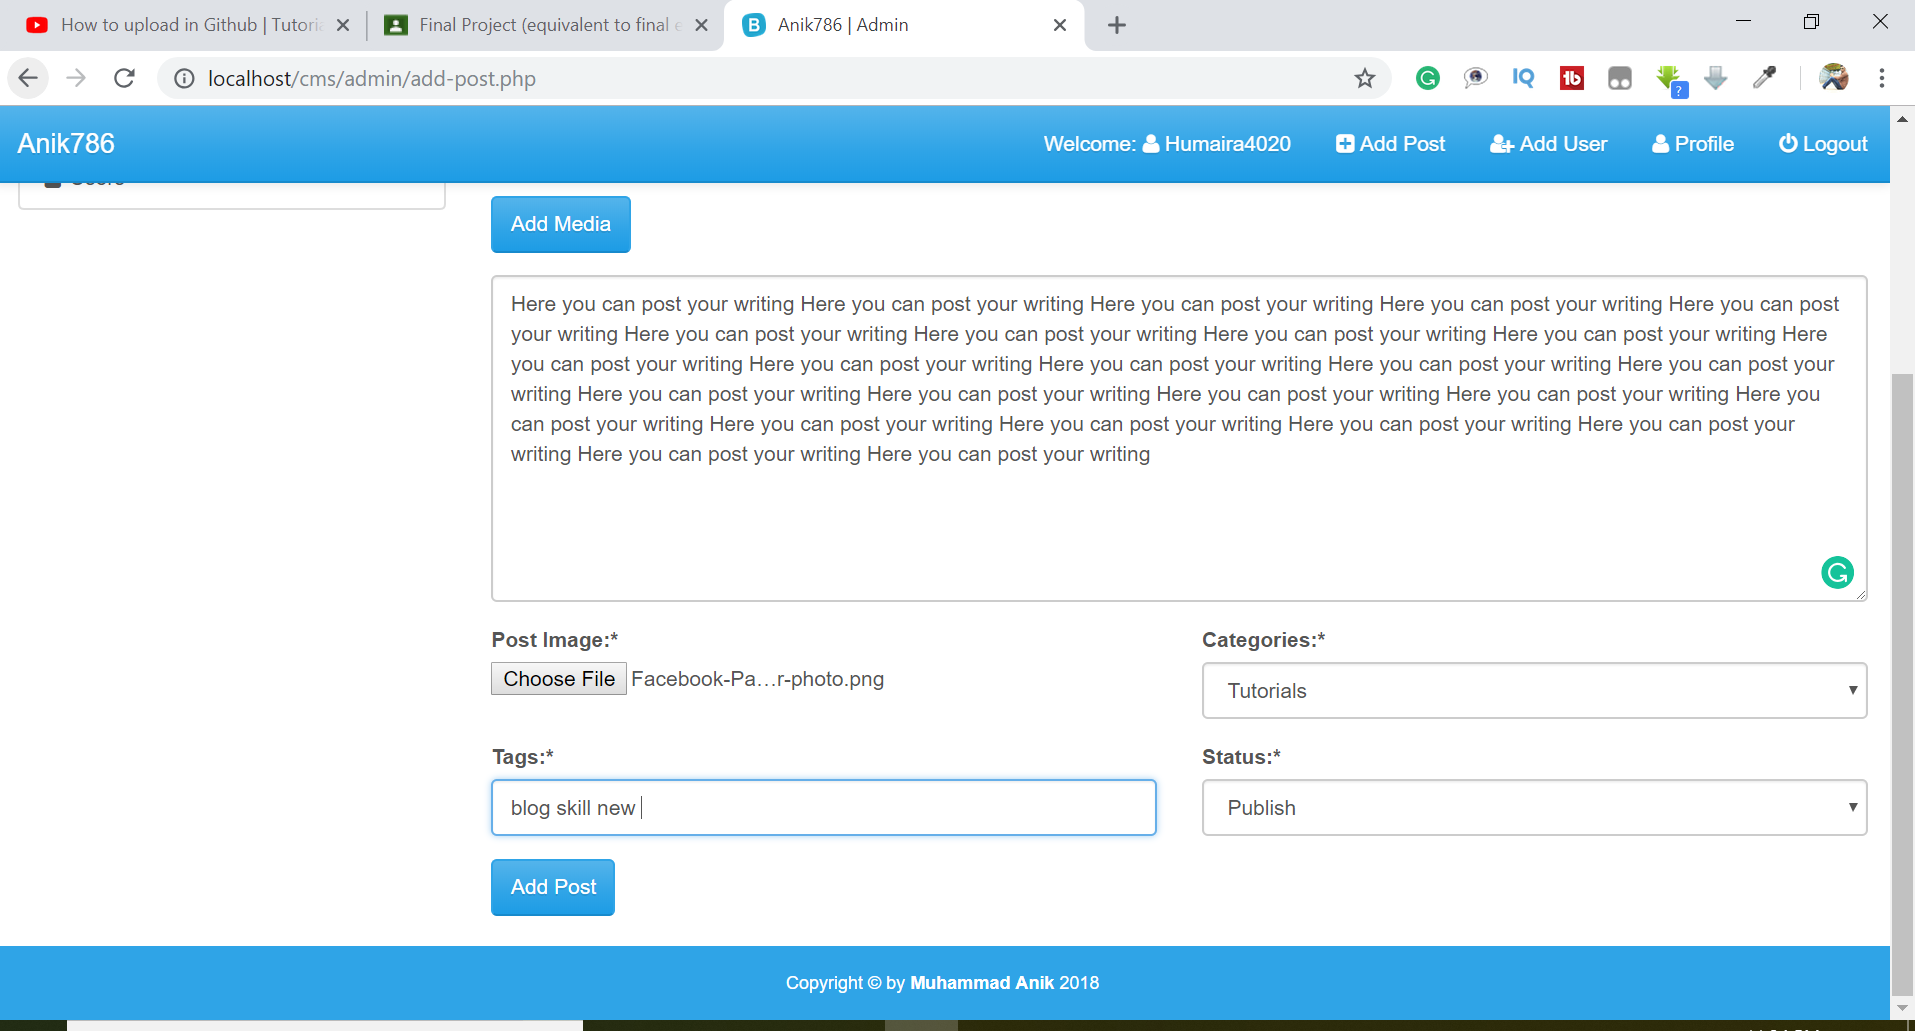 How to upload in Github | Tutoria
Final Project (equivalent to final e
Anik786 | Admin
localhost/cms/admin/add-post.php
Anik786
Welcome: Humaira4020
Add Post
Add User
Profile
Logout
Users
Add Media
Here you can post your writing Here you can post your writing Here you can post your writing Here you can post your writing Here you can post
your writing Here you can post your writing Here you can post your writing Here you can post your writing Here you can post your writing Here
you can post your writing Here you can post your writing Here you can post your writing Here you can post your writing Here you can post your
writing Here you can post your writing Here you can post your writing Here you can post your writing Here you can post your writing Here you
can post your writing Here you can post your writing Here you can post your writing Here you can post your writing Here you can post your
writing Here you can post your writing Here you can post your writing
Post Image:*
Categories:*
Choose File Facebook-Pa...r-photo.png
Tutorials
Tags:*
Status:*
blog skill new
Publish
Add Post
Copyright © by Muhammad Anik 2018